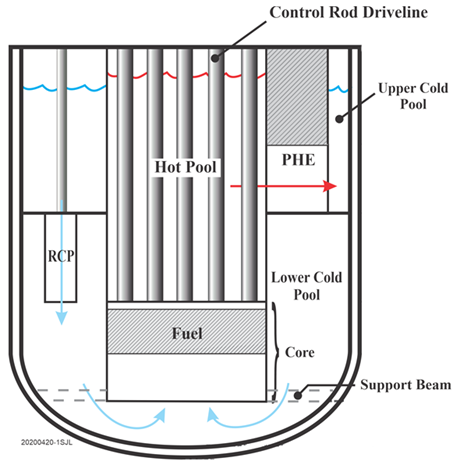 Control Rod Driveline
Upper Cold
Pool
Hot Pool
PHE
RCP
Lower Cold
Pool
Fuel
Core
Support Beam
20200420-1SJL